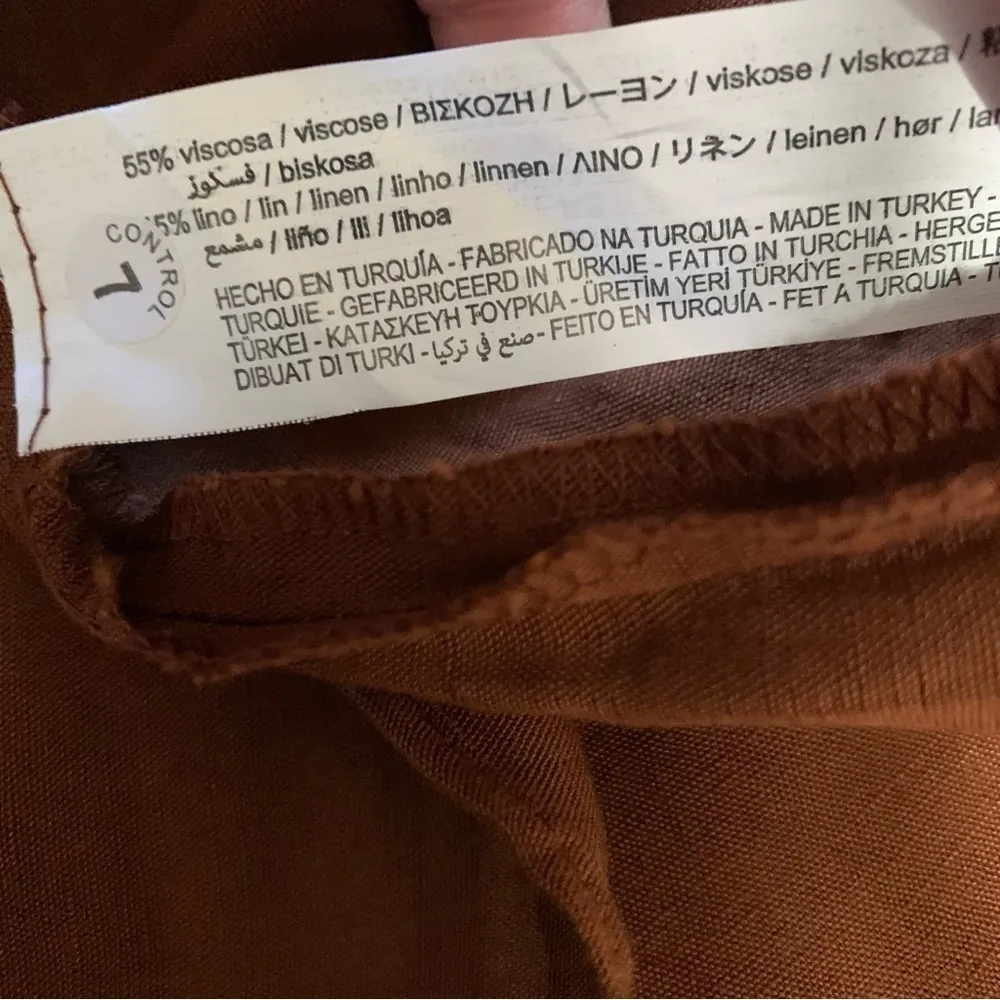 55% viscosa / viscose / ΒΙΣΚΟΖΗ / レーヨン / viskose / viskoza /
فسكوز / biskosa
5% lino / lin / linen / linho / linnen / ΛΙΝΟ / リネン / leinen / hør /
مشمع / liño / lli / lihoa
CONTROL
7
HECHO EN TURQUÍA - FABRICADO NA TURQUIA - MADE IN TURKEY -
TURQUIE - GEFABRICEERD IN TURKIJE - FATTO IN TURCHIA -
TÜRKEI - ΚΑΤΑΣΚΕΥΗ ΤΟΥΡΚΙΑ - ÜRETİM YERİ TÜRKİYE -
DIBUAT DI TURKI - صنع في تركيا - FEITO EN TURQUÍA - FET A TURQUIA -